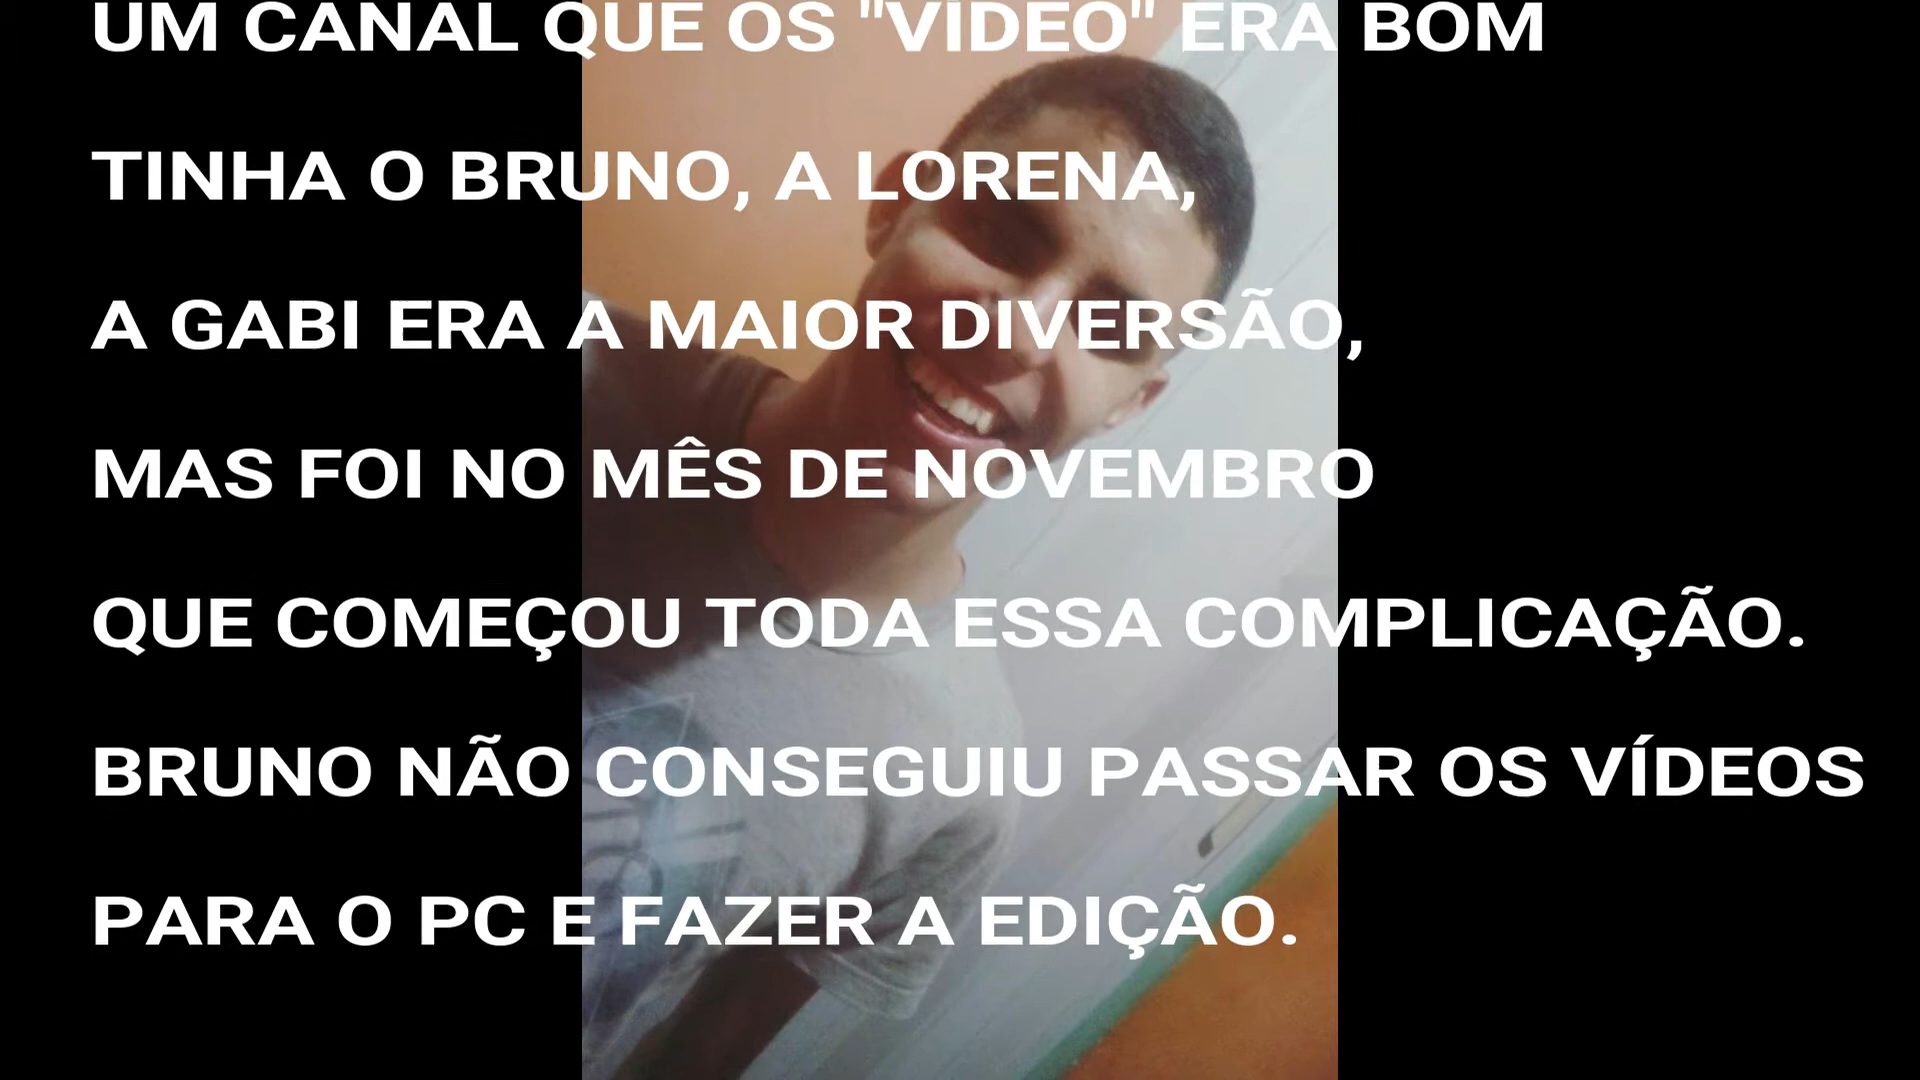 UM CANAL QUE OS "VÍDEO" ERA BOM
TINHA O BRUNO, A LORENA,
A GABI ERA A MAIOR DIVERSÃO,
MAS FOI NO MÊS DE NOVEMBRO
QUE COMEÇOU TODA ESSA COMPLICAÇÃO.
BRUNO NÃO CONSEGUIU PASSAR OS VÍDEOS
PARA O PC E FAZER A EDIÇÃO.